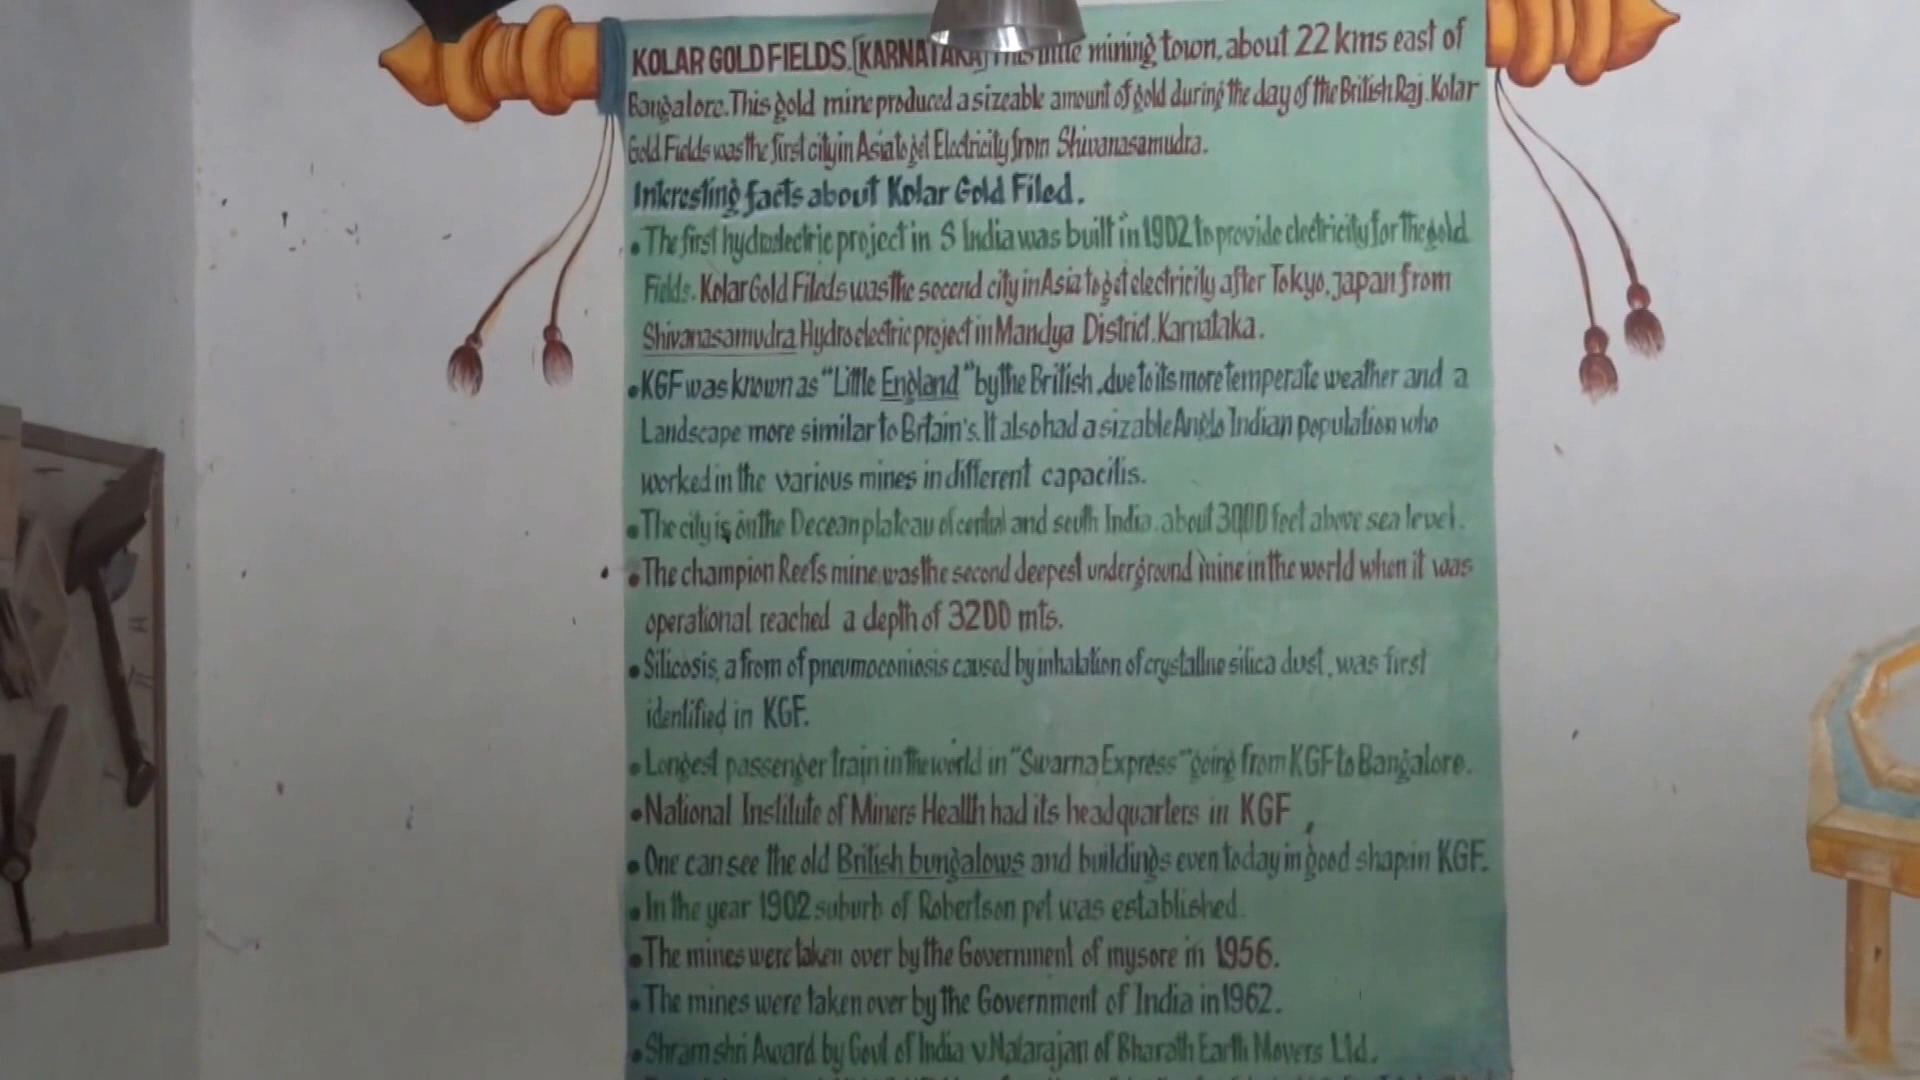 KOLAR GOLD FIELDS. [KARNATAKA] This little mining town, about 22 kms east of
Bangalore. This gold mine produced a sizeable amount of gold during the day of the British Raj. Kolar
Gold Fields was the first city in Asia to get Electricity from Shivanasamudra.
Interesting facts about Kolar Gold Filed.
• The first hydroelectric project in S India was built in 1902 to provide electricity for the gold
Fields. Kolar Gold Fileds was the second city in Asia to get electricity after Tokyo, japan from
Shivanasamudra Hydro electric project in Mandya District. Karnataka.
• KGF was known as "Little England" by the British, due to its more temperate weather and a
Landscape more similar to Britain's. It also had a sizable Anglo Indian population who
worked in the various mines in different capacitis.
• The city is on the Deccan plateau of central and south India. about 3000 feet above sea level.
• The champion Reefs mine was the second deepest underground mine in the world when it was
operational reached a depth of 3200 mts.
• Silicosis, a from of pneumoconiosis caused by inhalation of crystalline silica dust, was first
identified in KGF.
• Longest passenger train in the world in "Swarna Express" going from KGF to Bangalore.
• National Institute of Miners Health had its headquarters in KGF
• One can see the old British bungalows and buildings even today in good shape in KGF.
• In the year 1902 suburb of Robertson pet was established.
• The mines were taken over by the Government of mysore in 1956.
• The mines were taken over by the Government of India in 1962.
• Shram shri Award by Govt of India v. Natarajan of Bharath Earth Movers Ltd.